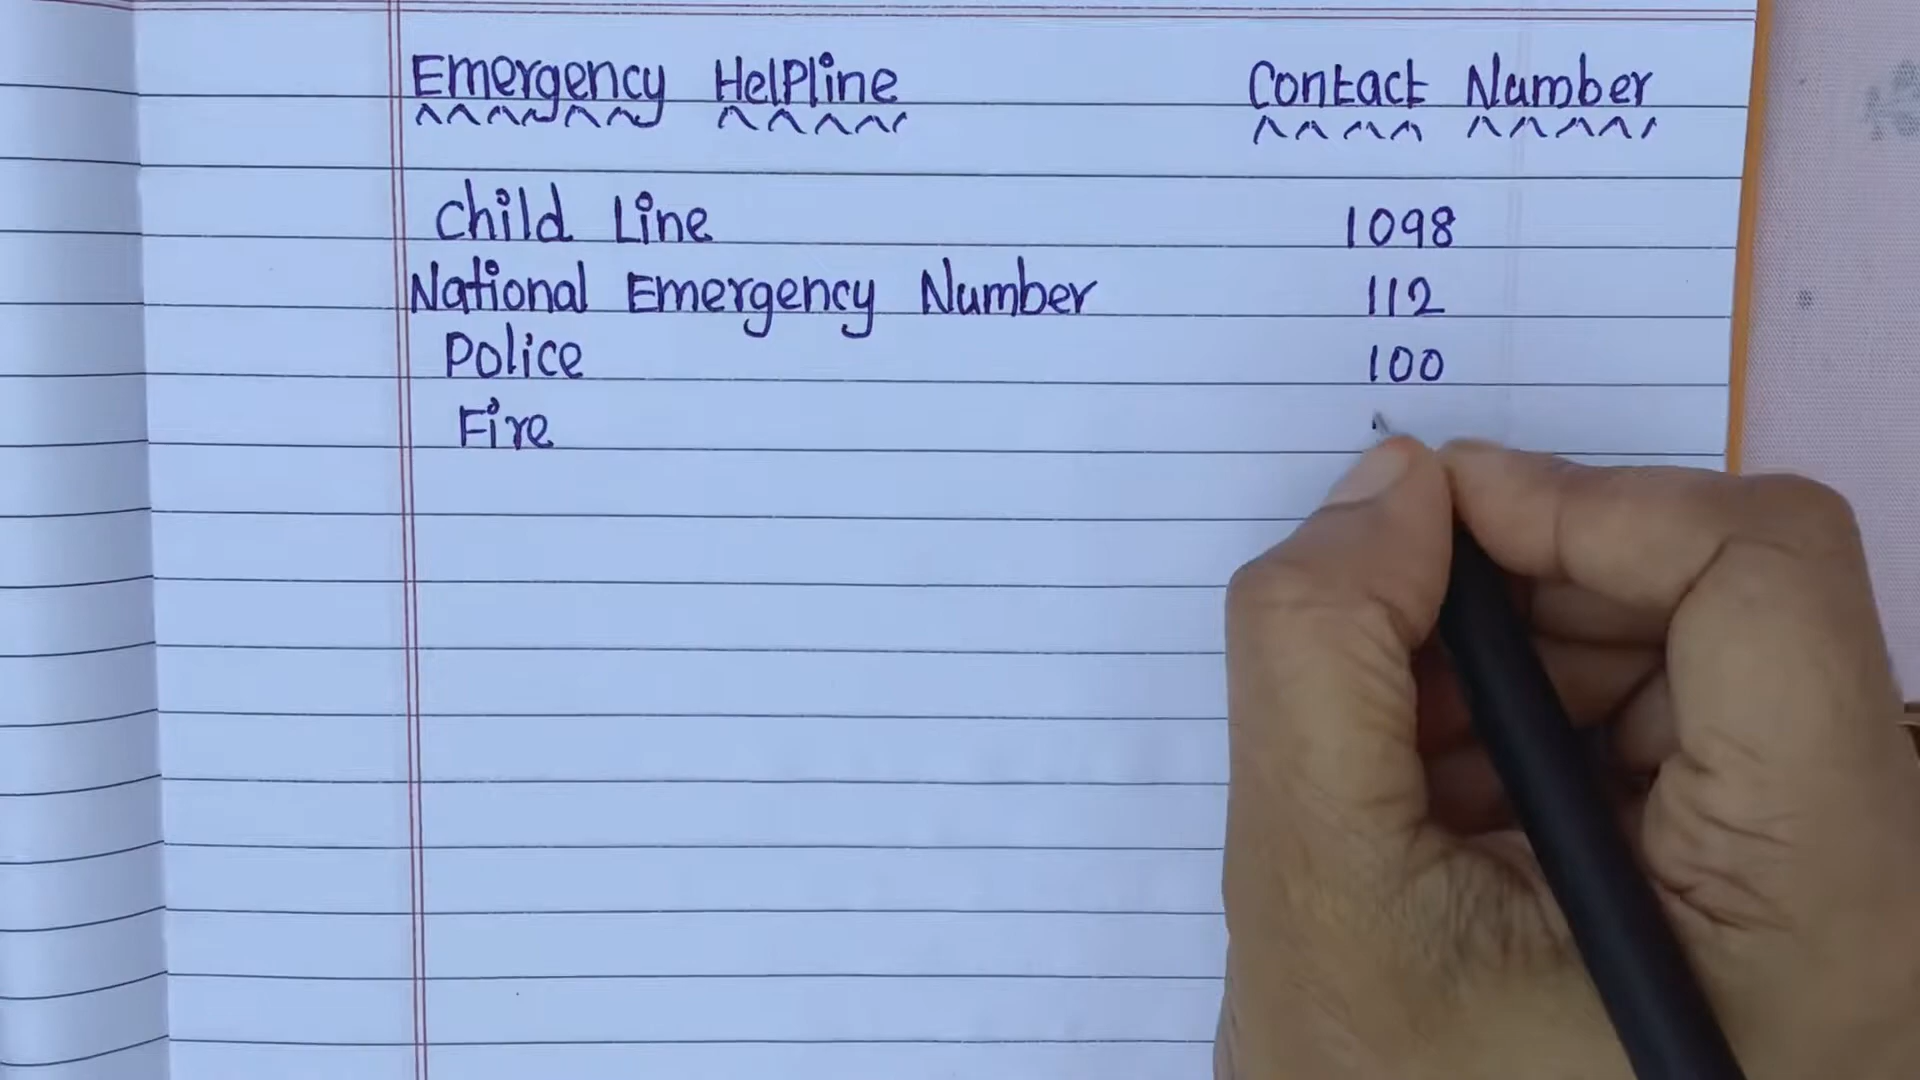 Emergency Helpline Contact Number
Child Line 1098
National Emergency Number 112
Police 100
Fire